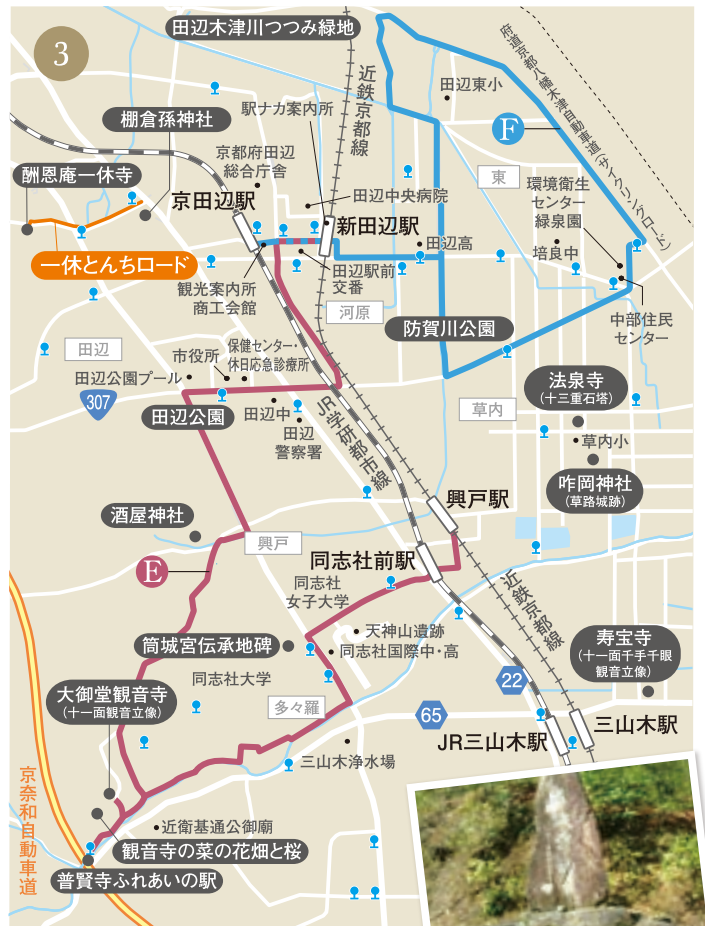 3
田辺木津川つつみ緑地
近鉄京都線
府道京都八幡木津自動車道(サイクリングロード)
田辺東小
F
棚倉孫神社
駅ナカ案内所
京都府田辺
総合庁舎
酬恩庵一休寺
京田辺駅
田辺中央病院
新田辺駅
東
環境衛生
センター
緑泉園
培良中
田辺高
一休とんちロード
観光案内所
商工会館
田辺駅前
交番
河原
防賀川公園
中部住民
センター
田辺
市役所
保健センター・
休日応急診療所
田辺公園プール
307
田辺公園
田辺中
田辺
警察署
JR学研都市線
草内
法泉寺
(十三重石塔)
草内小
咋岡神社
(草路城跡)
酒屋神社
興戸駅
興戸
E
同志社前駅
同志社
女子大学
近鉄京都線
筒城宮伝承地碑
天神山遺跡
同志社国際中・高
寿宝寺
(十一面千手千眼
観音立像)
同志社大学
大御堂観音寺
(十一面観音立像)
多々羅
22
65
三山木駅
JR三山木駅
三山木浄水場
京奈和自動車道
近衛基通公御廟
観音寺の菜の花畑と桜
普賢寺ふれあいの駅